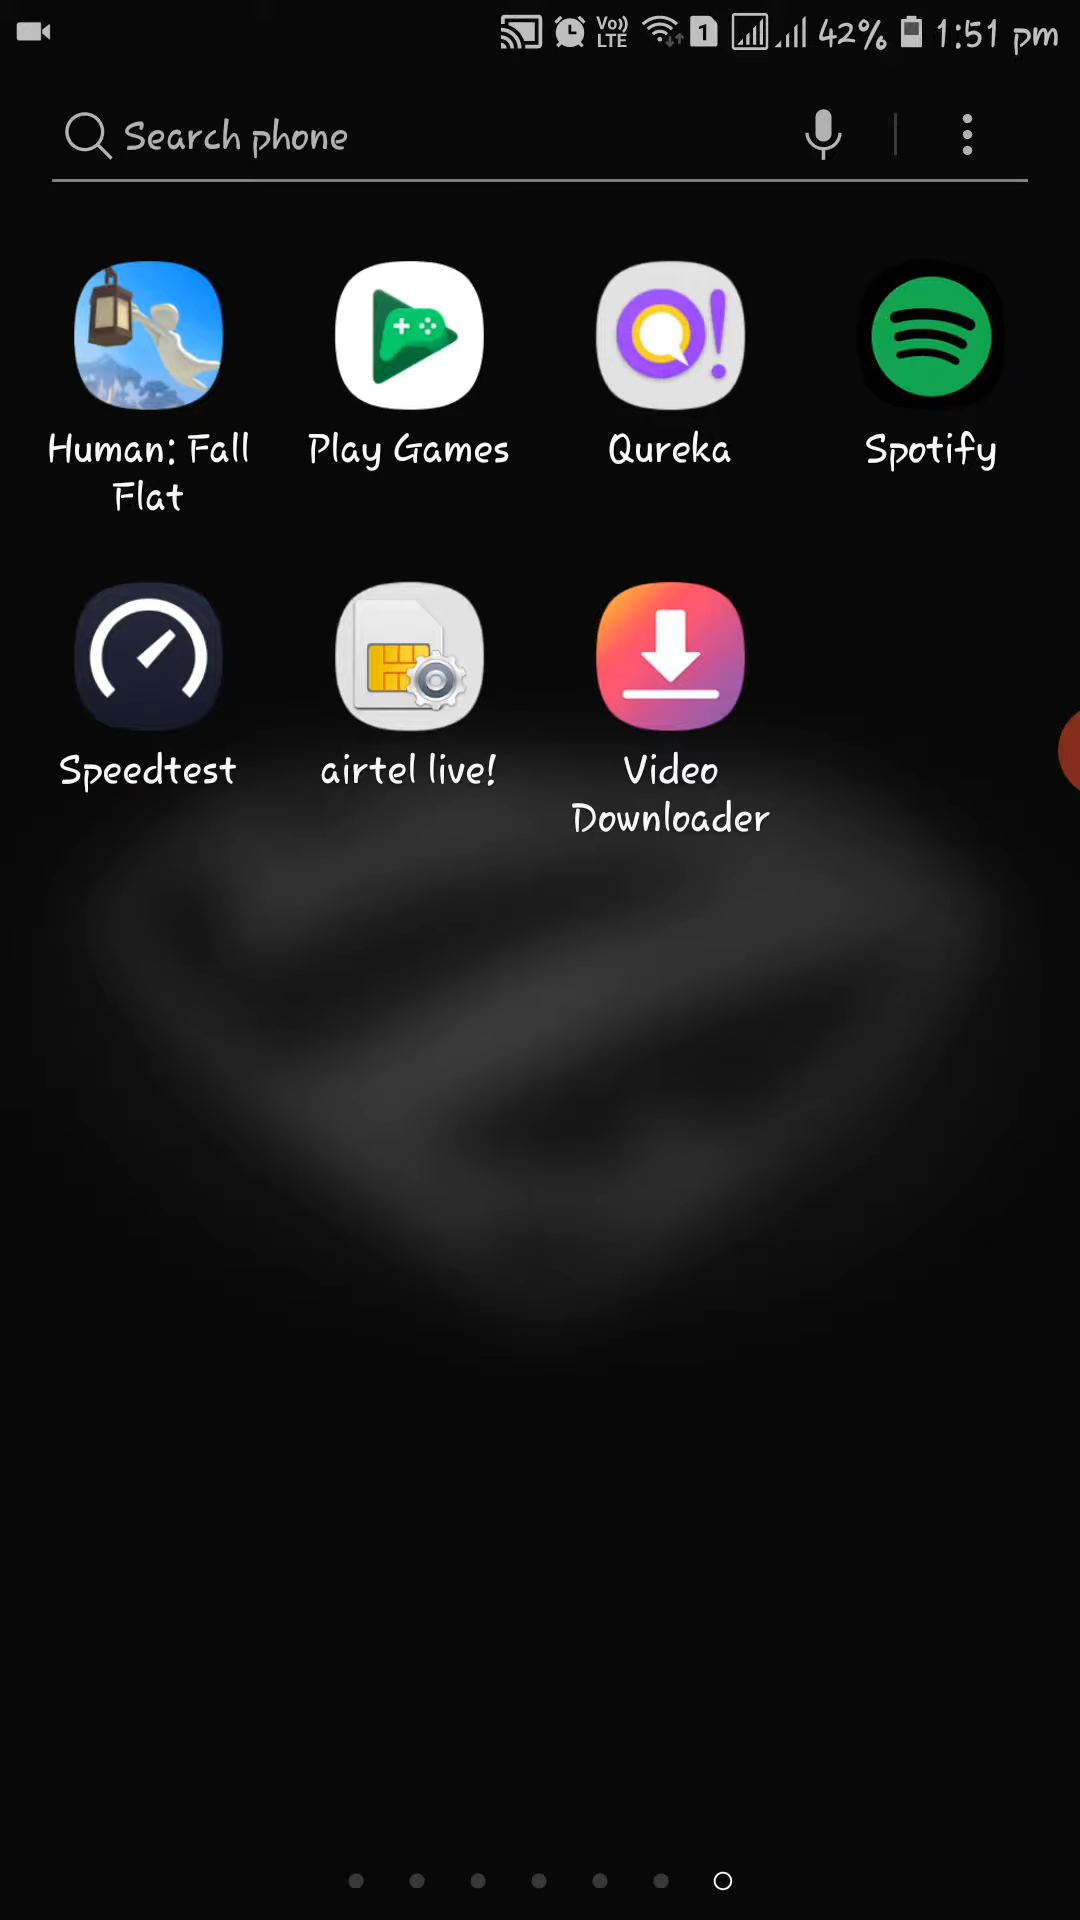 Vo)) LTE 1 42% 1:51 pm
Search phone
Human: Fall Flat
Play Games
Qureka
Spotify
Speedtest
airtel live!
Video Downloader